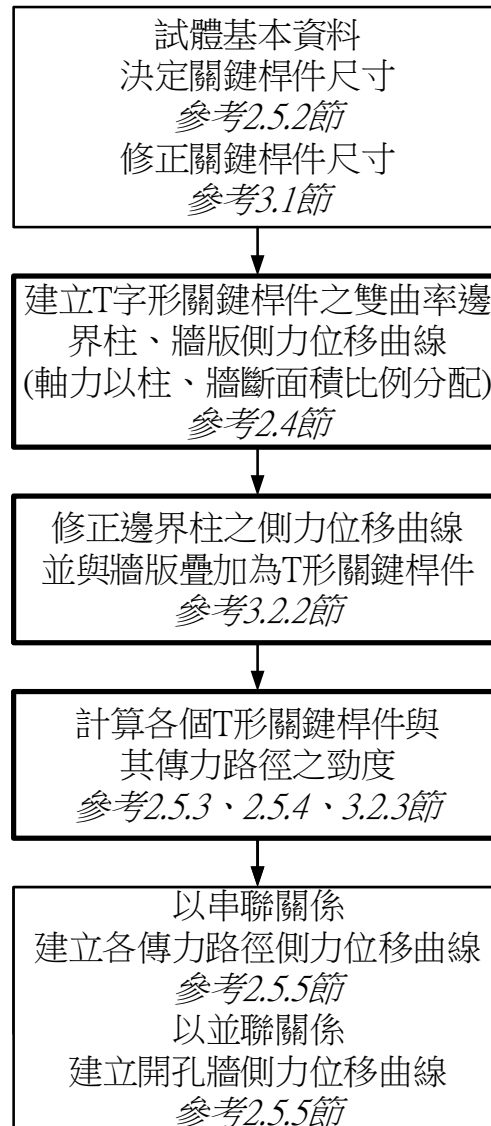 試體基本資料
決定關鍵桿件尺寸
參考2.5.2節
修正關鍵桿件尺寸
參考3.1節
建立T字形關鍵桿件之雙曲率邊
界柱、牆版側力位移曲線
(軸力以柱、牆斷面積比例分配)
參考2.4節
修正邊界柱之側力位移曲線
並與牆版疊加為T形關鍵桿件
參考3.2.2節
計算各個T形關鍵桿件與
其傳力路徑之勁度
參考2.5.3、2.5.4、3.2.3節
以串聯關係
建立各傳力路徑側力位移曲線
參考2.5.5節
以並聯關係
建立開孔牆側力位移曲線
參考2.5.5節